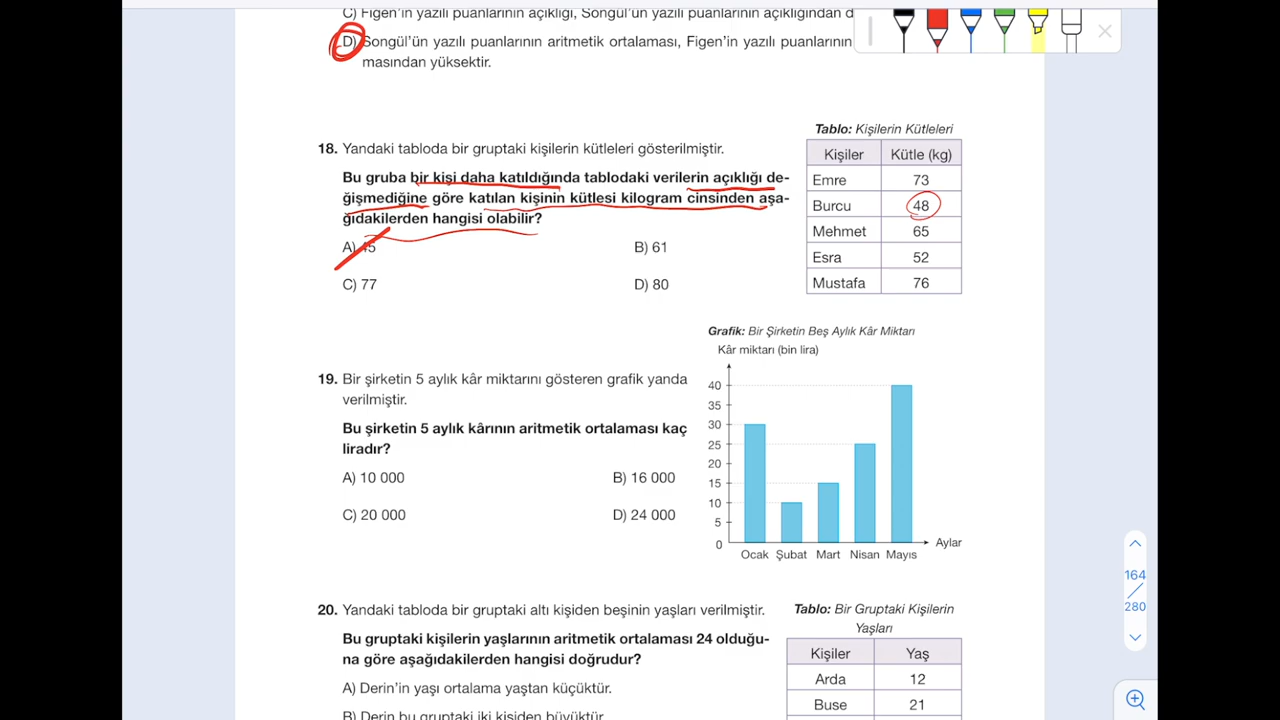 C) Figen'in yazılı puanlarının açıklığı, Songül'ün yazılı puanlarının açıklığından d
D) Songül'ün yazılı puanlarının aritmetik ortalaması, Figen'in yazılı puanlarının
masından yüksektir.
18. Yandaki tabloda bir gruptaki kişilerin kütleleri gösterilmiştir.
Bu gruba bir kişi daha katıldığında tablodaki verilerin açıklığı de-
ğişmediğine göre katılan kişinin kütlesi kilogram cinsinden aşa-
ğıdakilerden hangisi olabilir?
A) 45 B) 61
C) 77 D) 80
Tablo: Kişilerin Kütleleri
Kişiler Kütle (kg)
Emre 73
Burcu 48
Mehmet 65
Esra 52
Mustafa 76
19. Bir şirketin 5 aylık kâr miktarını gösteren grafik yanda
verilmiştir.
Bu şirketin 5 aylık kârının aritmetik ortalaması kaç
liradır?
A) 10 000 B) 16 000
C) 20 000 D) 24 000
Grafik: Bir Şirketin Beş Aylık Kâr Miktarı
Kâr miktarı (bin lira)
40
35
30
25
20
15
10
5
0
Aylar
Ocak Şubat Mart Nisan Mayıs
20. Yandaki tabloda bir gruptaki altı kişiden beşinin yaşları verilmiştir.
Bu gruptaki kişilerin yaşlarının aritmetik ortalaması 24 olduğu-
na göre aşağıdakilerden hangisi doğrudur?
A) Derin'in yaşı ortalama yaştan küçüktür.
B) Derin bu gruptaki iki kişiden büyüktür.
Tablo: Bir Gruptaki Kişilerin
Yaşları
Kişiler Yaş
Arda 12
Buse 21
164
280